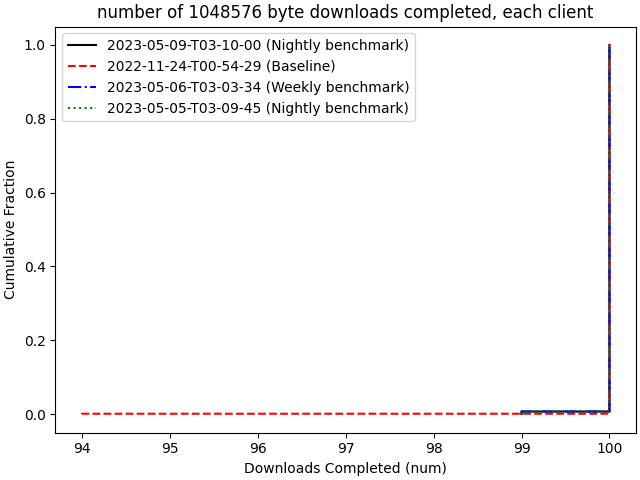 number of 1048576 byte downloads completed, each client
2023-05-09-T03-10-00 (Nightly benchmark)
2022-11-24-T00-54-29 (Baseline)
2023-05-06-T03-03-34 (Weekly benchmark)
2023-05-05-T03-09-45 (Nightly benchmark)
Cumulative Fraction
1.0
0.8
0.6
0.4
0.2
0.0
94 95 96 97 98 99 100
Downloads Completed (num)